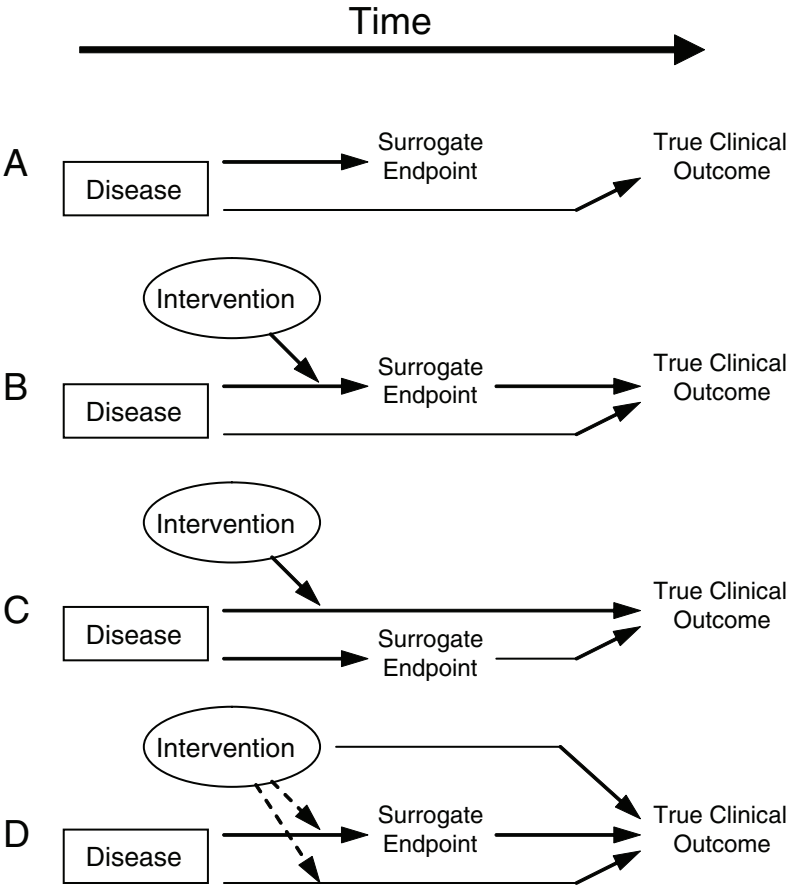 Time
A
Disease
Surrogate
Endpoint
True Clinical
Outcome
Intervention
B
Disease
Surrogate
Endpoint
True Clinical
Outcome
Intervention
C
Disease
Surrogate
Endpoint
True Clinical
Outcome
Intervention
D
Disease
Surrogate
Endpoint
True Clinical
Outcome